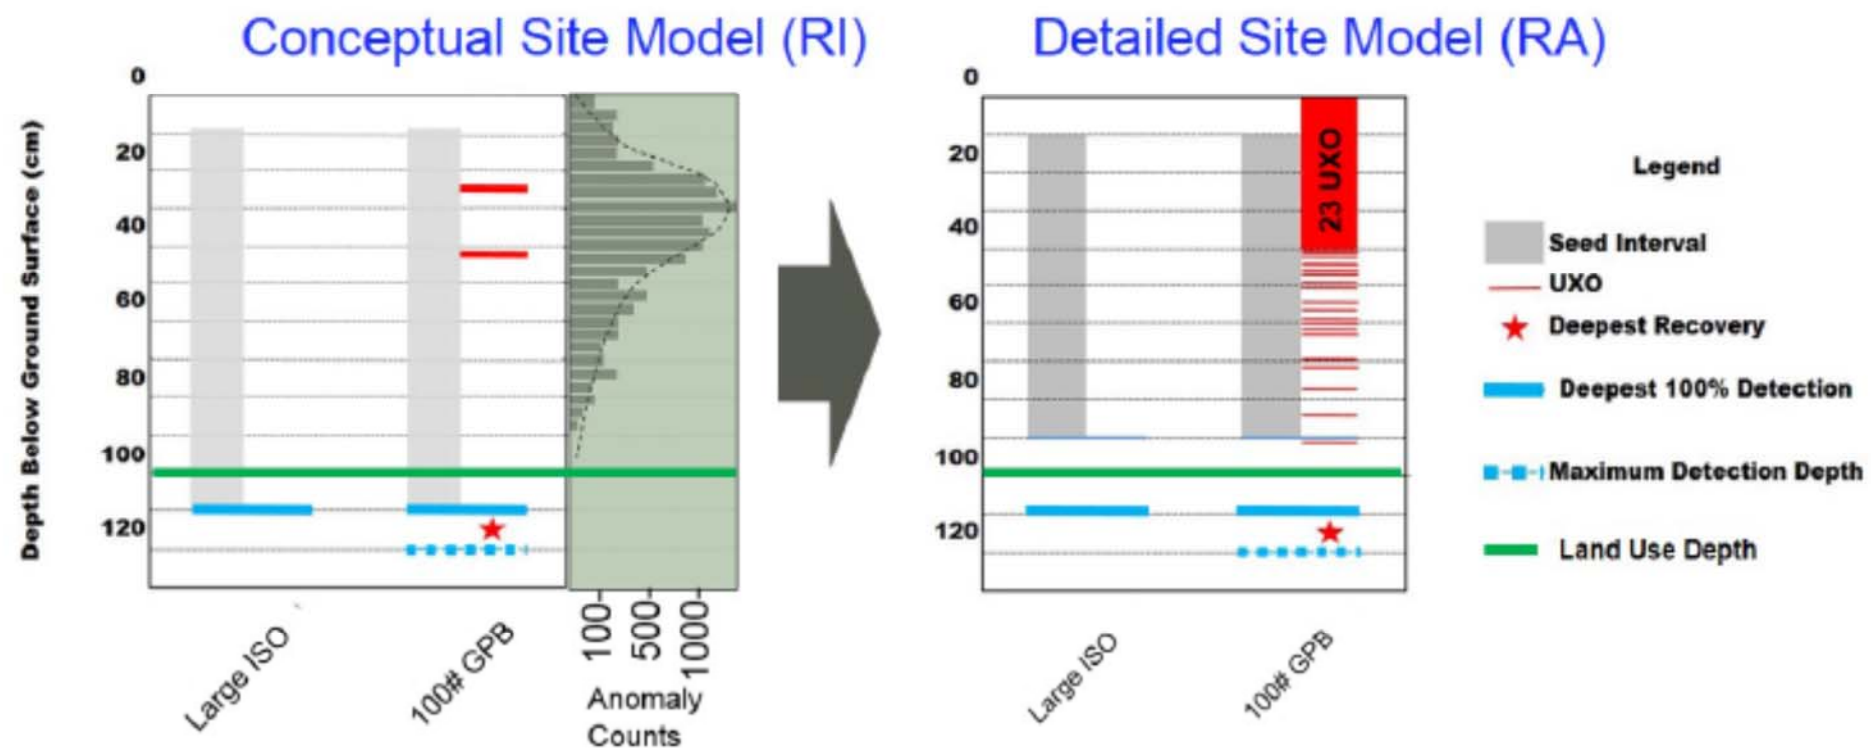 Conceptual Site Model (RI)
Detailed Site Model (RA)
Depth Below Ground Surface (cm)
0
20
40
60
80
100
120
Large ISO
100# GPB
100
500
1000
Anomaly
Counts
0
20
40
60
80
100
120
23 UXO
Large ISO
100# GPB
Legend
Seed Interval
UXO
Deepest Recovery
Deepest 100% Detection
Maximum Detection Depth
Land Use Depth